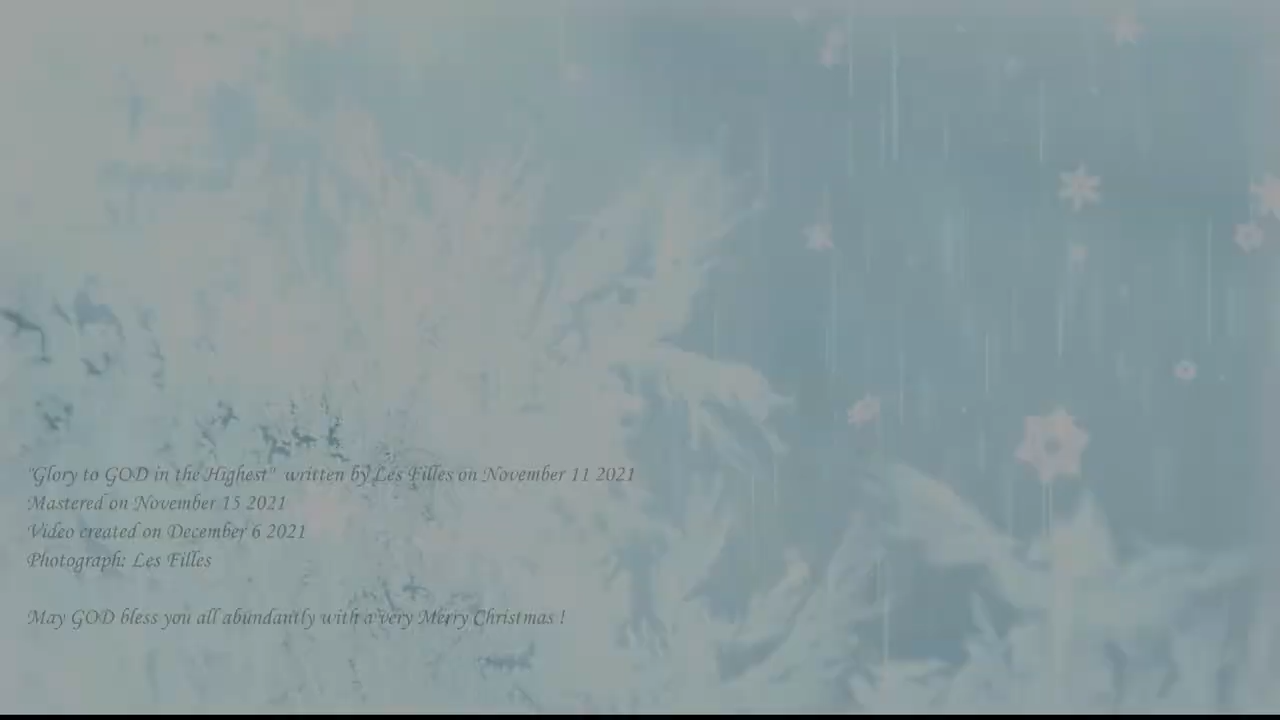 "Glory to GOD in the Highest" written by Les Filles on November 11 2021
Mastered on November 15 2021
Video created on December 6 2021
Photograph: Les Filles
May GOD bless you all abundantly with a very Merry Christmas !